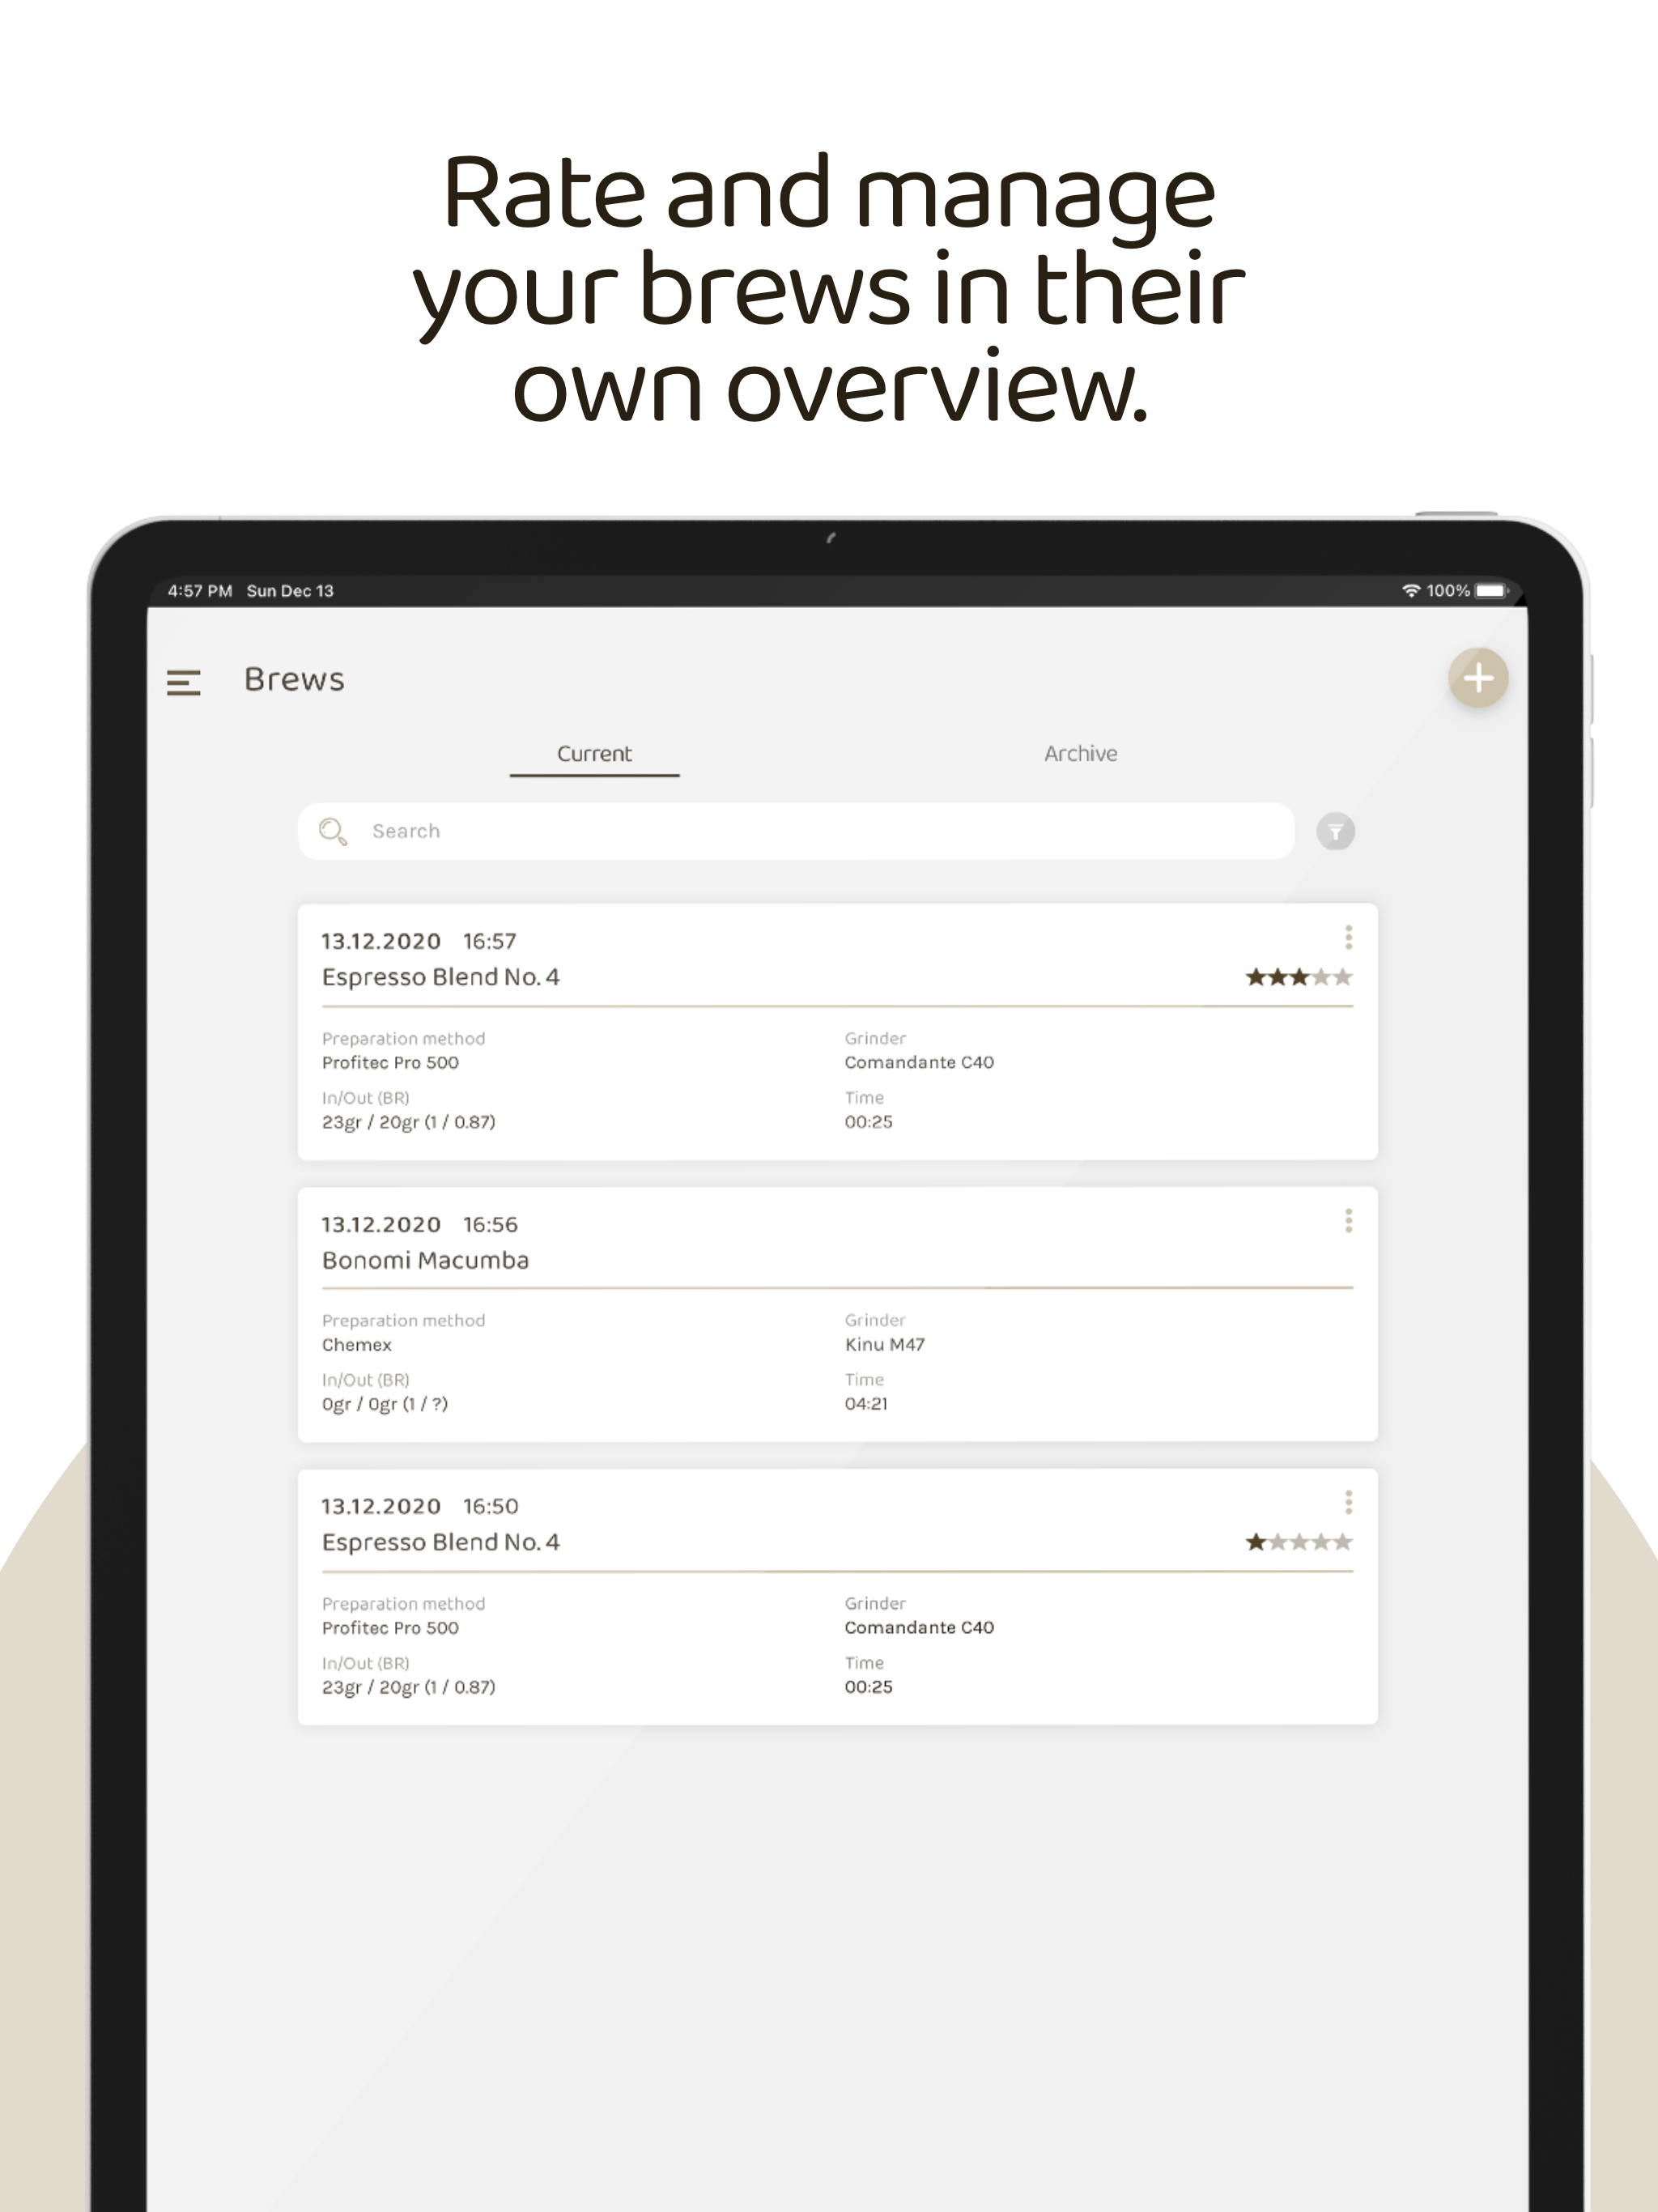 Rate and manage
your brews in their
own overview.
4:57 PM Sun Dec 13 100%
Brews
Current Archive
Search
13.12.2020 16:57
Espresso Blend No. 4
Preparation method Grinder
Profitec Pro 500 Comandante C40
In/Out (BR) Time
23gr / 20gr (1 / 0.87) 00:25
13.12.2020 16:56
Bonomi Macumba
Preparation method Grinder
Chemex Kinu M47
In/Out (BR) Time
0gr / 0gr (1 / ?) 04:21
13.12.2020 16:50
Espresso Blend No. 4
Preparation method Grinder
Profitec Pro 500 Comandante C40
In/Out (BR) Time
23gr / 20gr (1 / 0.87) 00:25